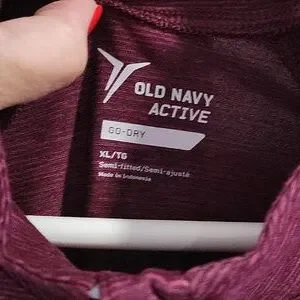 OLD NAVY
ACTIVE
GO-DRY
XL/TG
Semi-fitted/Semi-ajusté
Made in Indonesia